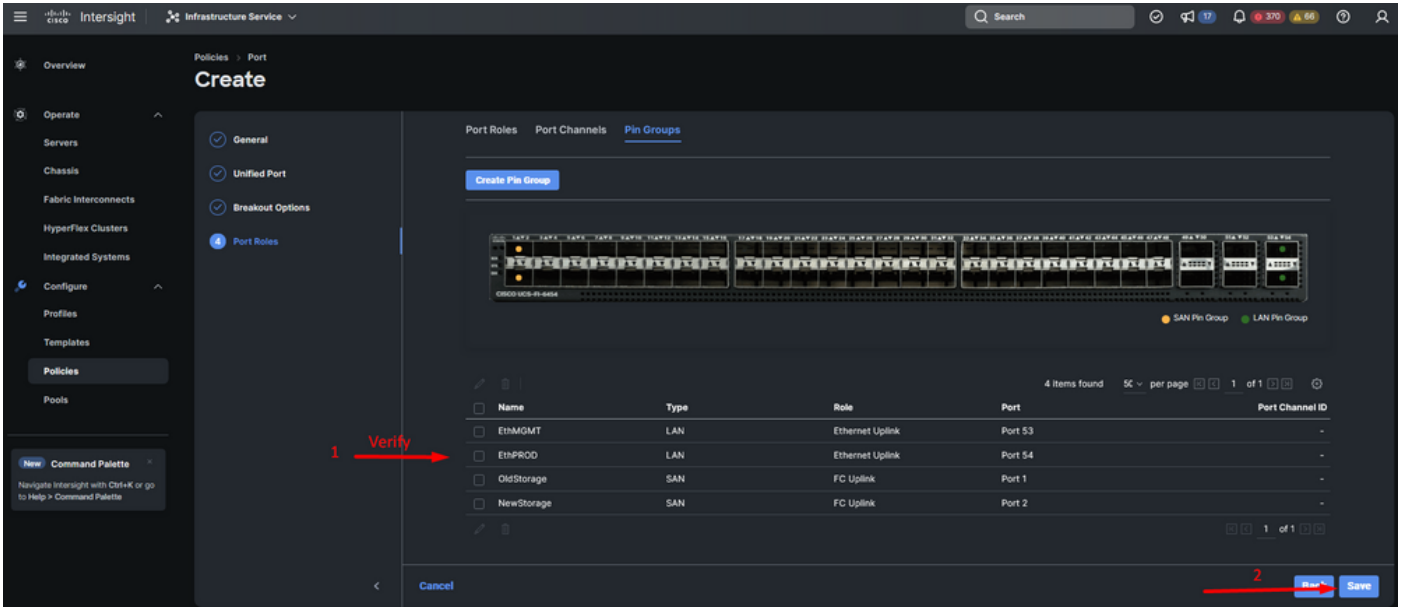 cisco Intersight Infrastructure Service Search 17 370 66
Overview
Operate
Servers
Chassis
Fabric Interconnects
HyperFlex Clusters
Integrated Systems
Configure
Profiles
Templates
Policies
Pools
New Command Palette
Navigate Intersight with Ctrl+K or go
to Help > Command Palette
Policies > Port
Create
General
Unified Port
Breakout Options
4 Port Roles
Port Roles Port Channels Pin Groups
Create Pin Group
CISCO UCS-FI-6454
SAN Pin Group LAN Pin Group
4 items found 50 per page 1 of 1
Name Type Role Port Port Channel ID
EthMGMT LAN Ethernet Uplink Port 53 -
1 Verify
EthPROD LAN Ethernet Uplink Port 54 -
OldStorage SAN FC Uplink Port 1 -
NewStorage SAN FC Uplink Port 2 -
1 of 1
2
Cancel Back Save